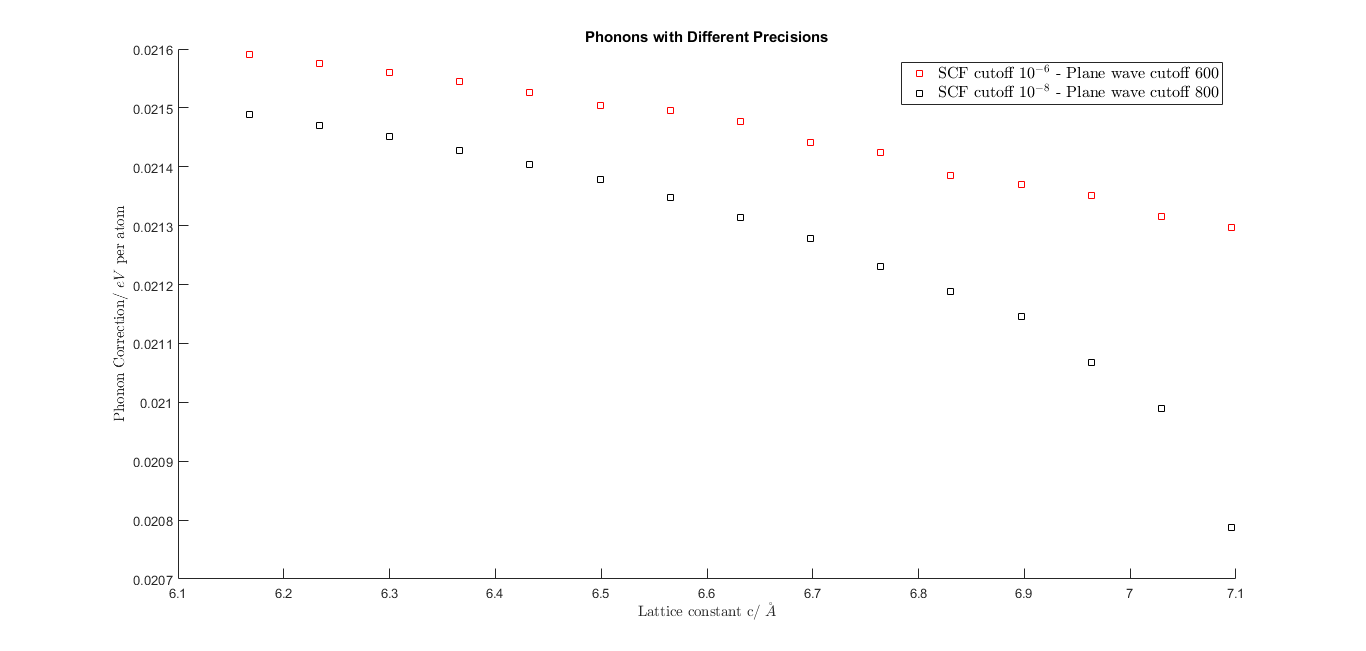 Phonons with Different Precisions
SCF cutoff 10⁻⁶ - Plane wave cutoff 600
SCF cutoff 10⁻⁸ - Plane wave cutoff 800
Phonon Correction/ eV per atom
0.0216
0.0215
0.0214
0.0213
0.0212
0.0211
0.021
0.0209
0.0208
0.0207
6.1 6.2 6.3 6.4 6.5 6.6 6.7 6.8 6.9 7 7.1
Lattice constant c/ Å